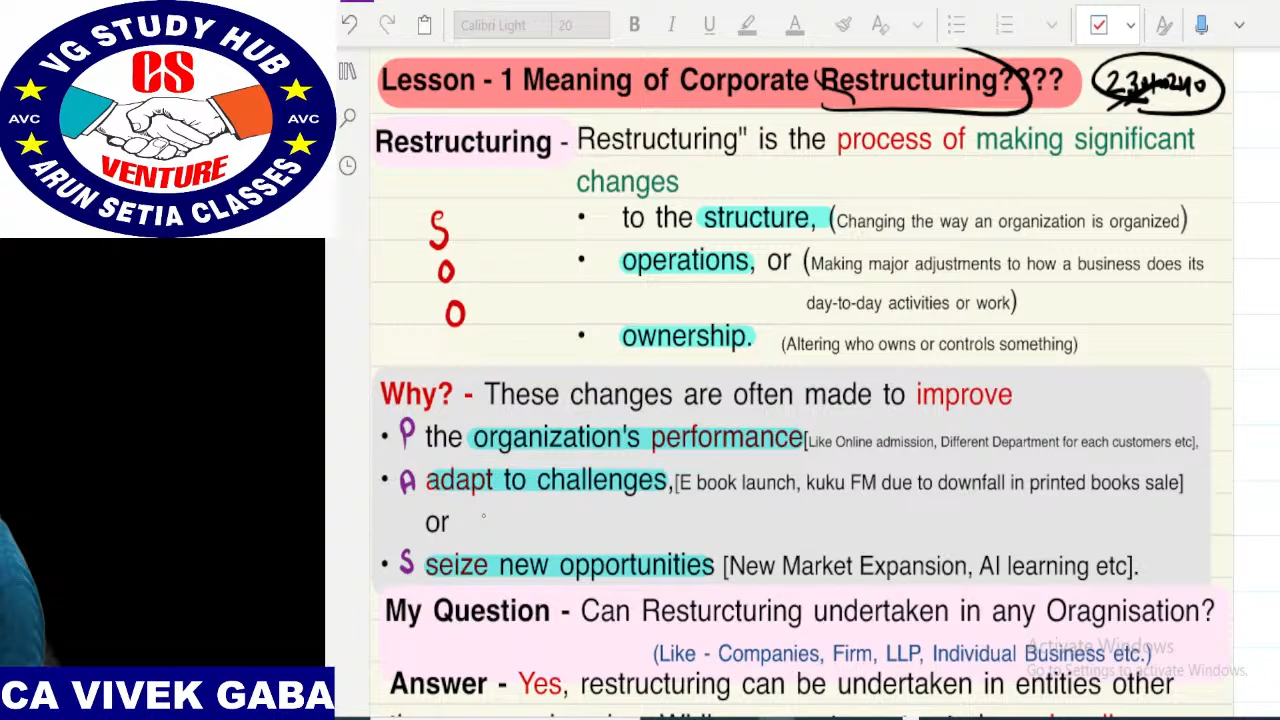 VG STUDY HUB
CS
AVC
AVC
VENTURE
ARUN SETIA CLASSES
Calibri Light 20
B I U
Lesson - 1 Meaning of Corporate Restructuring????
Restructuring - Restructuring" is the process of making significant
changes
S • to the structure, (Changing the way an organization is organized)
O • operations, or (Making major adjustments to how a business does its
day-to-day activities or work)
O • ownership. (Altering who owns or controls something)
Why? - These changes are often made to improve
• P the organization's performance[Like Online admission, Different Department for each customers etc],
• A adapt to challenges,[E book launch, kuku FM due to downfall in printed books sale]
or
• S seize new opportunities [New Market Expansion, AI learning etc].
My Question - Can Resturcturing undertaken in any Oragnisation?
(Like - Companies, Firm, LLP, Individual Business etc.)
Activate Windows
Go to Settings to activate Windows.
Answer - Yes, restructuring can be undertaken in entities other
CA VIVEK GABA